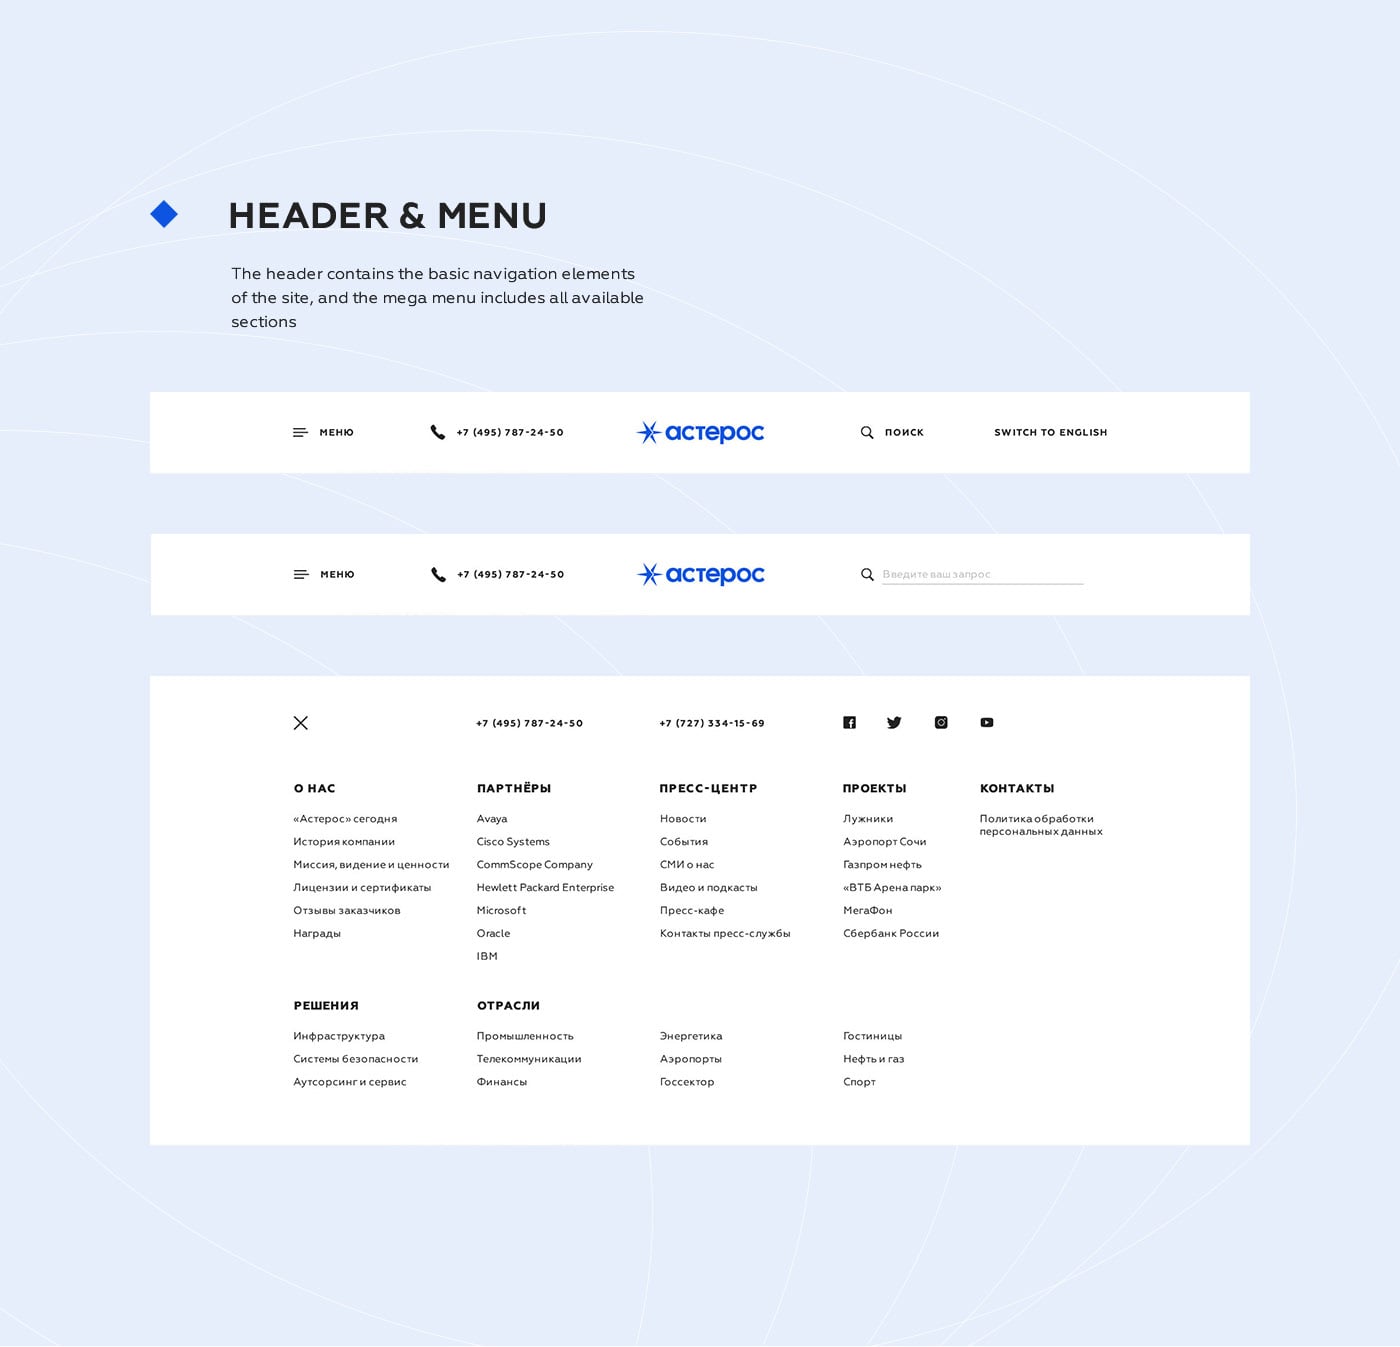 HEADER & MENU
The header contains the basic navigation elements
of the site, and the mega menu includes all available
sections
МЕНЮ +7 (495) 787-24-50 астерос ПОИСК SWITCH TO ENGLISH
МЕНЮ +7 (495) 787-24-50 астерос Введите ваш запрос
+7 (495) 787-24-50 +7 (727) 334-15-69
О НАС
«Астерос» сегодня
История компании
Миссия, видение и ценности
Лицензии и сертификаты
Отзывы заказчиков
Награды
ПАРТНЁРЫ
Avaya
Cisco Systems
CommScope Company
Hewlett Packard Enterprise
Microsoft
Oracle
IBM
ПРЕСС-ЦЕНТР
Новости
События
СМИ о нас
Видео и подкасты
Пресс-кафе
Контакты пресс-службы
ПРОЕКТЫ
Лужники
Аэропорт Сочи
Газпром нефть
«ВТБ Арена парк»
МегаФон
Сбербанк России
КОНТАКТЫ
Политика обработки
персональных данных
РЕШЕНИЯ
Инфраструктура
Системы безопасности
Аутсорсинг и сервис
ОТРАСЛИ
Промышленность
Телекоммуникации
Финансы
Энергетика
Аэропорты
Госсектор
Гостиницы
Нефть и газ
Спорт